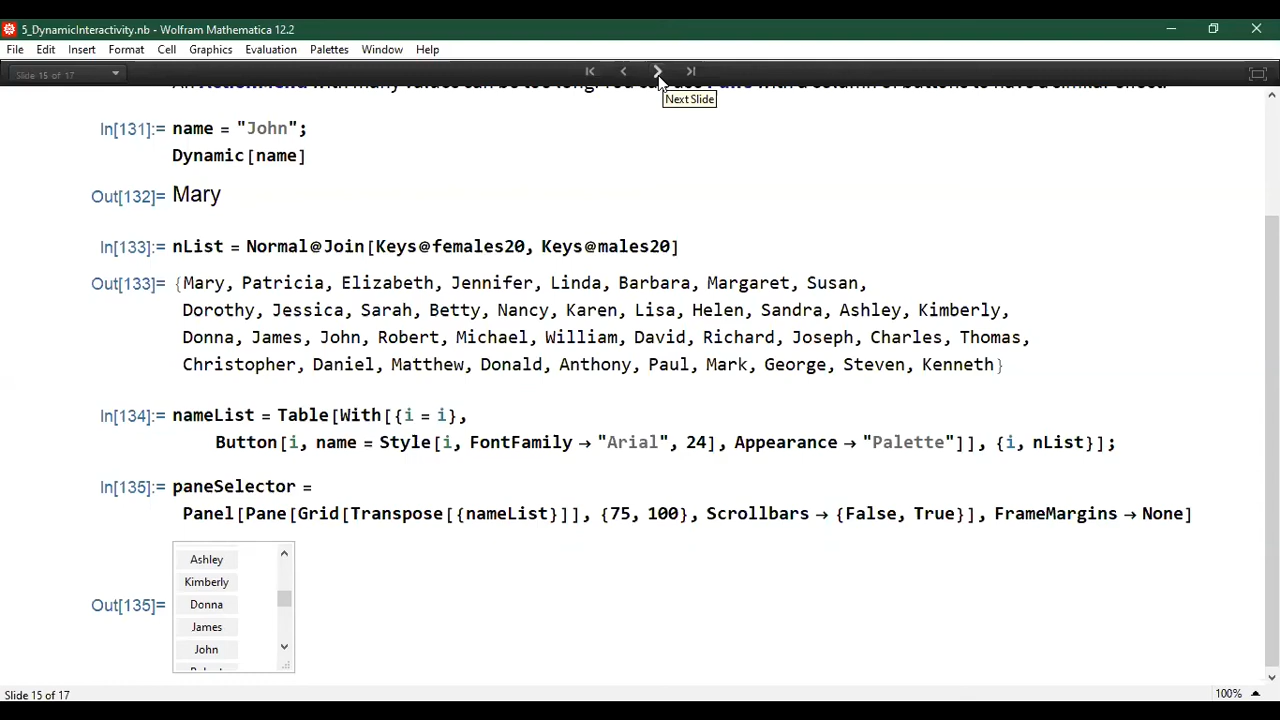 5_DynamicInteractivity.nb - Wolfram Mathematica 12.2
File Edit Insert Format Cell Graphics Evaluation Palettes Window Help
Slide 15 of 17
Next Slide
In[131]:= name = "John";
Dynamic[name]
Out[132]= Mary
In[133]:= nList = Normal@Join[Keys@females20, Keys@males20]
Out[133]= {Mary, Patricia, Elizabeth, Jennifer, Linda, Barbara, Margaret, Susan,
Dorothy, Jessica, Sarah, Betty, Nancy, Karen, Lisa, Helen, Sandra, Ashley, Kimberly,
Donna, James, John, Robert, Michael, William, David, Richard, Joseph, Charles, Thomas,
Christopher, Daniel, Matthew, Donald, Anthony, Paul, Mark, George, Steven, Kenneth}
In[134]:= nameList = Table[With[{i = i},
Button[i, name = Style[i, FontFamily → "Arial", 24], Appearance → "Palette"]], {i, nList}];
In[135]:= paneSelector =
Panel[Pane[Grid[Transpose[{nameList}]], {75, 100}, Scrollbars → {False, True}], FrameMargins → None]
Ashley
Kimberly
Out[135]= Donna
James
John
Slide 15 of 17 100%